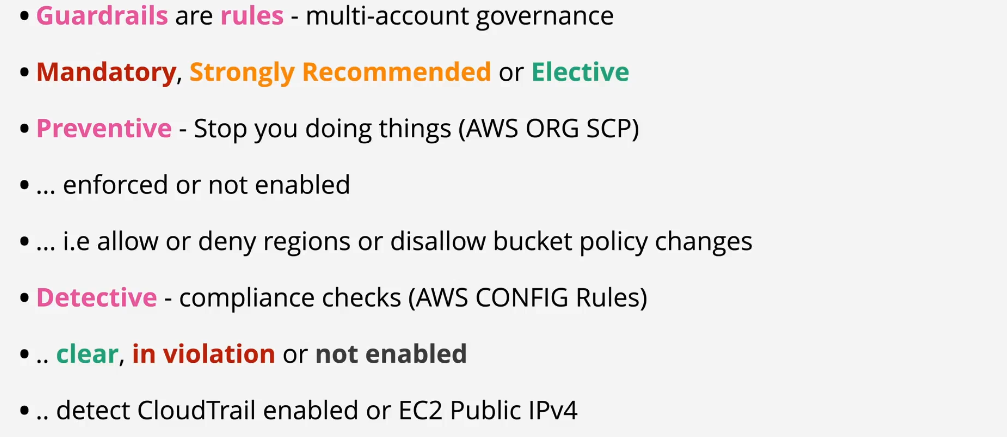 • Guardrails are rules - multi-account governance
• Mandatory, Strongly Recommended or Elective
• Preventive - Stop you doing things (AWS ORG SCP)
• ... enforced or not enabled
• ... i.e allow or deny regions or disallow bucket policy changes
• Detective - compliance checks (AWS CONFIG Rules)
• .. clear, in violation or not enabled
• .. detect CloudTrail enabled or EC2 Public IPv4